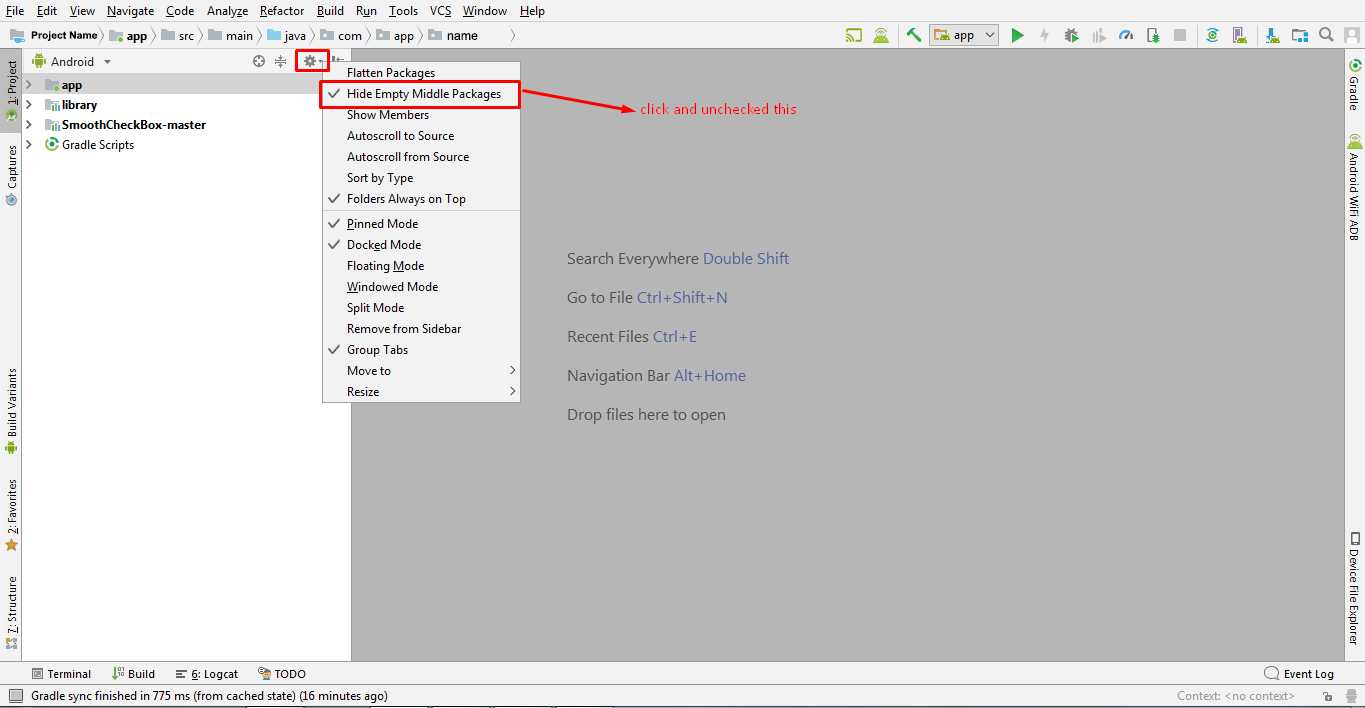 File Edit View Navigate Code Analyze Refactor Build Run Tools VCS Window Help
Project Name app src main java com app name app
Android
app
library
SmoothCheckBox-master
Gradle Scripts
Flatten Packages
Hide Empty Middle Packages
Show Members
Autoscroll to Source
Autoscroll from Source
Sort by Type
Folders Always on Top
Pinned Mode
Docked Mode
Floating Mode
Windowed Mode
Split Mode
Remove from Sidebar
Group Tabs
Move to
Resize
click and unchecked this
Search Everywhere Double Shift
Go to File Ctrl+Shift+N
Recent Files Ctrl+E
Navigation Bar Alt+Home
Drop files here to open
1: Project
Captures
Build Variants
2: Favorites
7: Structure
Gradle
Android WiFi ADB
Device File Explorer
Terminal Build 6: Logcat TODO Event Log
Gradle sync finished in 775 ms (from cached state) (16 minutes ago) Context: <no context>